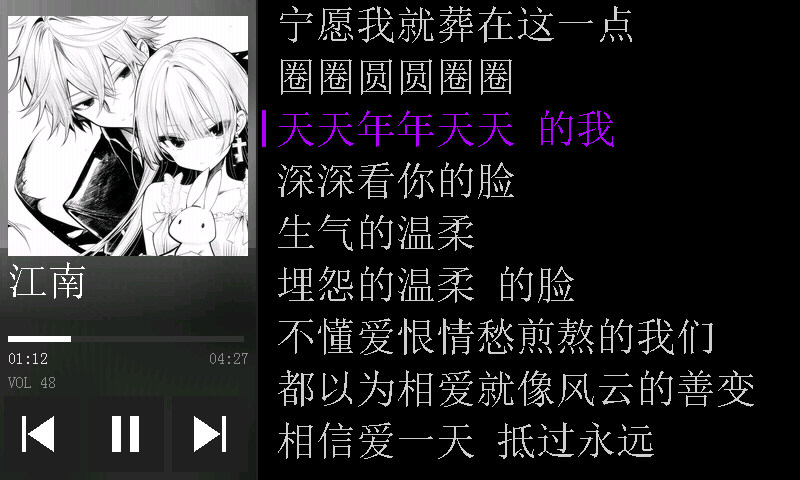 江南
01:12 04:27
VOL 48
宁愿我就葬在这一点
圈圈圆圆圈圈
天天年年天天 的我
深深看你的脸
生气的温柔
埋怨的温柔 的脸
不懂爱恨情愁煎熬的我们
都以为相爱就像风云的善变
相信爱一天 抵过永远